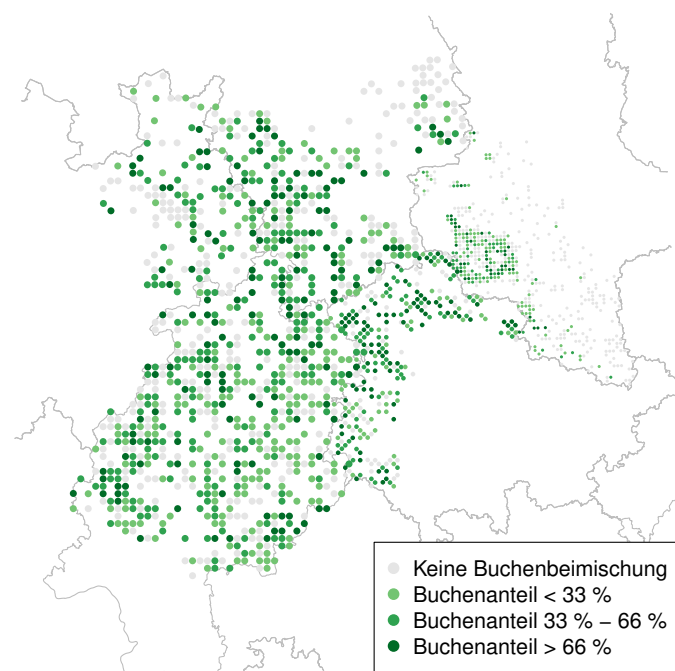 Keine Buchenbeimischung
Buchenanteil < 33 %
Buchenanteil 33 % – 66 %
Buchenanteil > 66 %